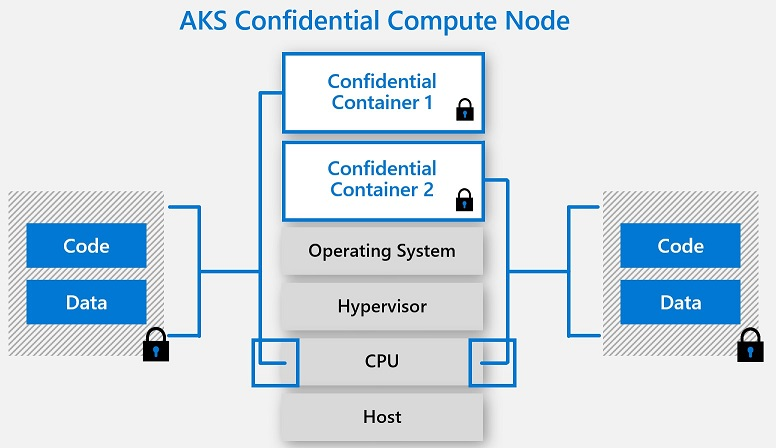 AKS Confidential Compute Node
Confidential
Container 1
Confidential
Container 2
Operating System
Hypervisor
CPU
Host
Code
Data
Code
Data